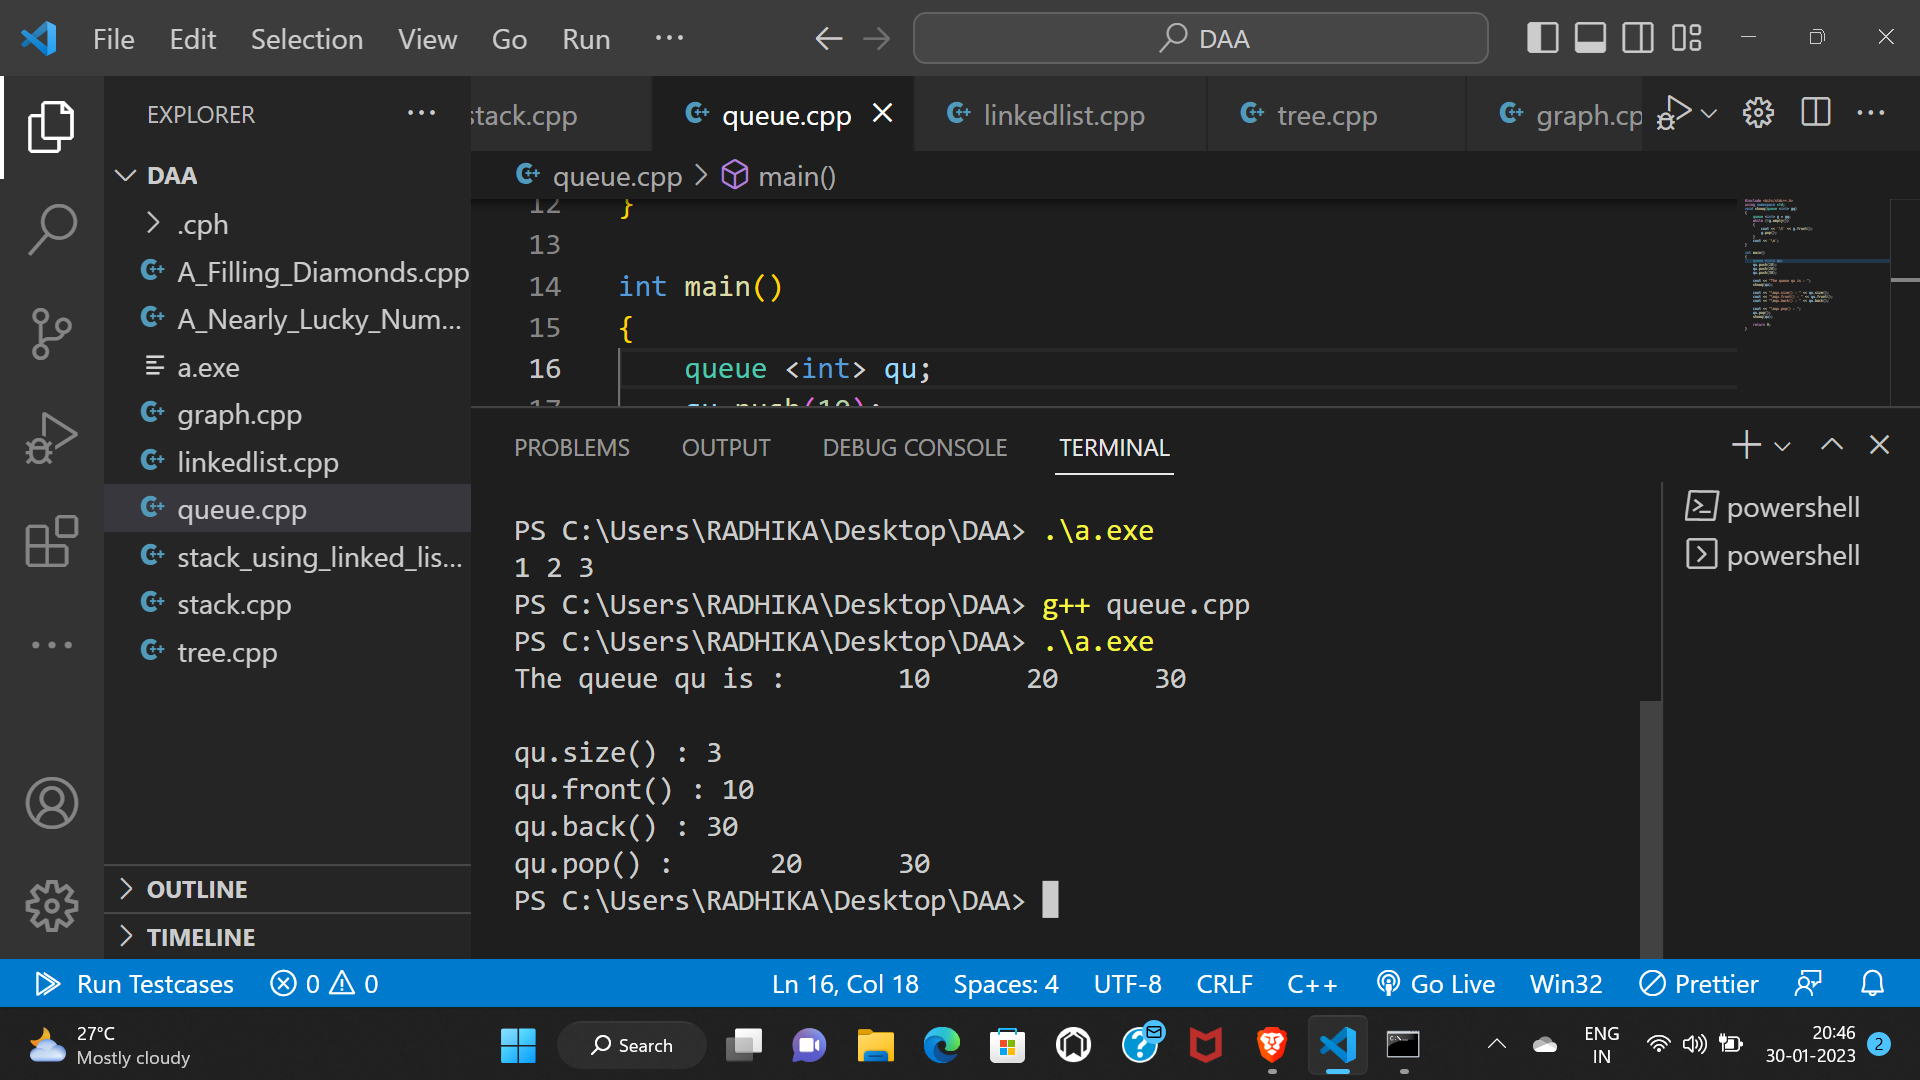 File Edit Selection View Go Run ··· DAA
EXPLORER ···
DAA
.cph
A_Filling_Diamonds.cpp
A_Nearly_Lucky_Num...
a.exe
graph.cpp
linkedlist.cpp
queue.cpp
stack_using_linked_lis...
stack.cpp
tree.cpp
OUTLINE
TIMELINE
stack.cpp queue.cpp linkedlist.cpp tree.cpp graph.cp
queue.cpp > main()
12 }
13
14 int main()
15 {
16 queue <int> qu;
17 qu.push(10);
PROBLEMS OUTPUT DEBUG CONSOLE TERMINAL
PS C:\Users\RADHIKA\Desktop\DAA> .\a.exe
1 2 3
PS C:\Users\RADHIKA\Desktop\DAA> g++ queue.cpp
PS C:\Users\RADHIKA\Desktop\DAA> .\a.exe
The queue qu is : 10 20 30
qu.size() : 3
qu.front() : 10
qu.back() : 30
qu.pop() : 20 30
PS C:\Users\RADHIKA\Desktop\DAA>
powershell
powershell
Run Testcases 0 0 Ln 16, Col 18 Spaces: 4 UTF-8 CRLF C++ Go Live Win32 Prettier
27°C
Mostly cloudy
Search
ENG
IN
20:46
30-01-2023
2